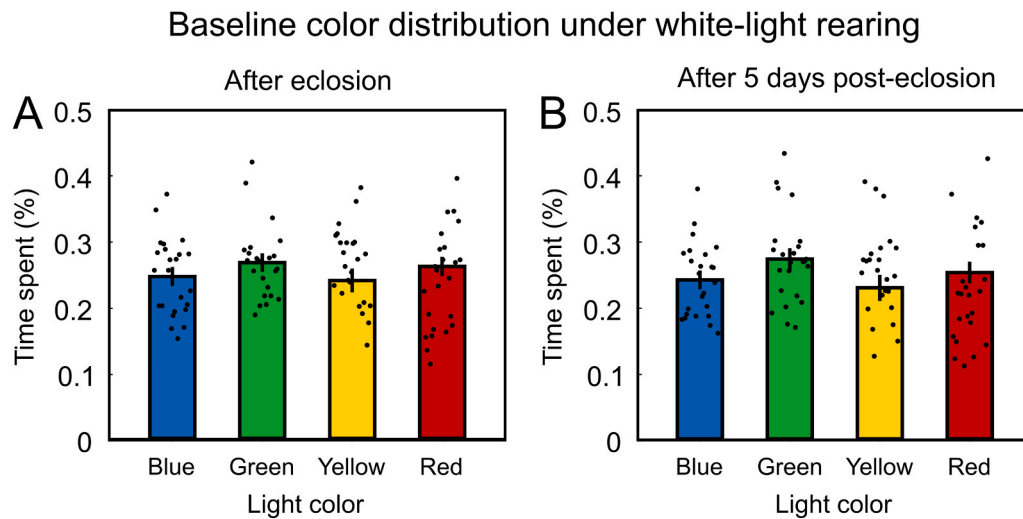 Baseline color distribution under white-light rearing
After eclosion
A
0.5
0.4
0.3
0.2
0.1
0
Time spent (%)
Blue Green Yellow Red
Light color
After 5 days post-eclosion
B
0.5
0.4
0.3
0.2
0.1
0
Time spent (%)
Blue Green Yellow Red
Light color